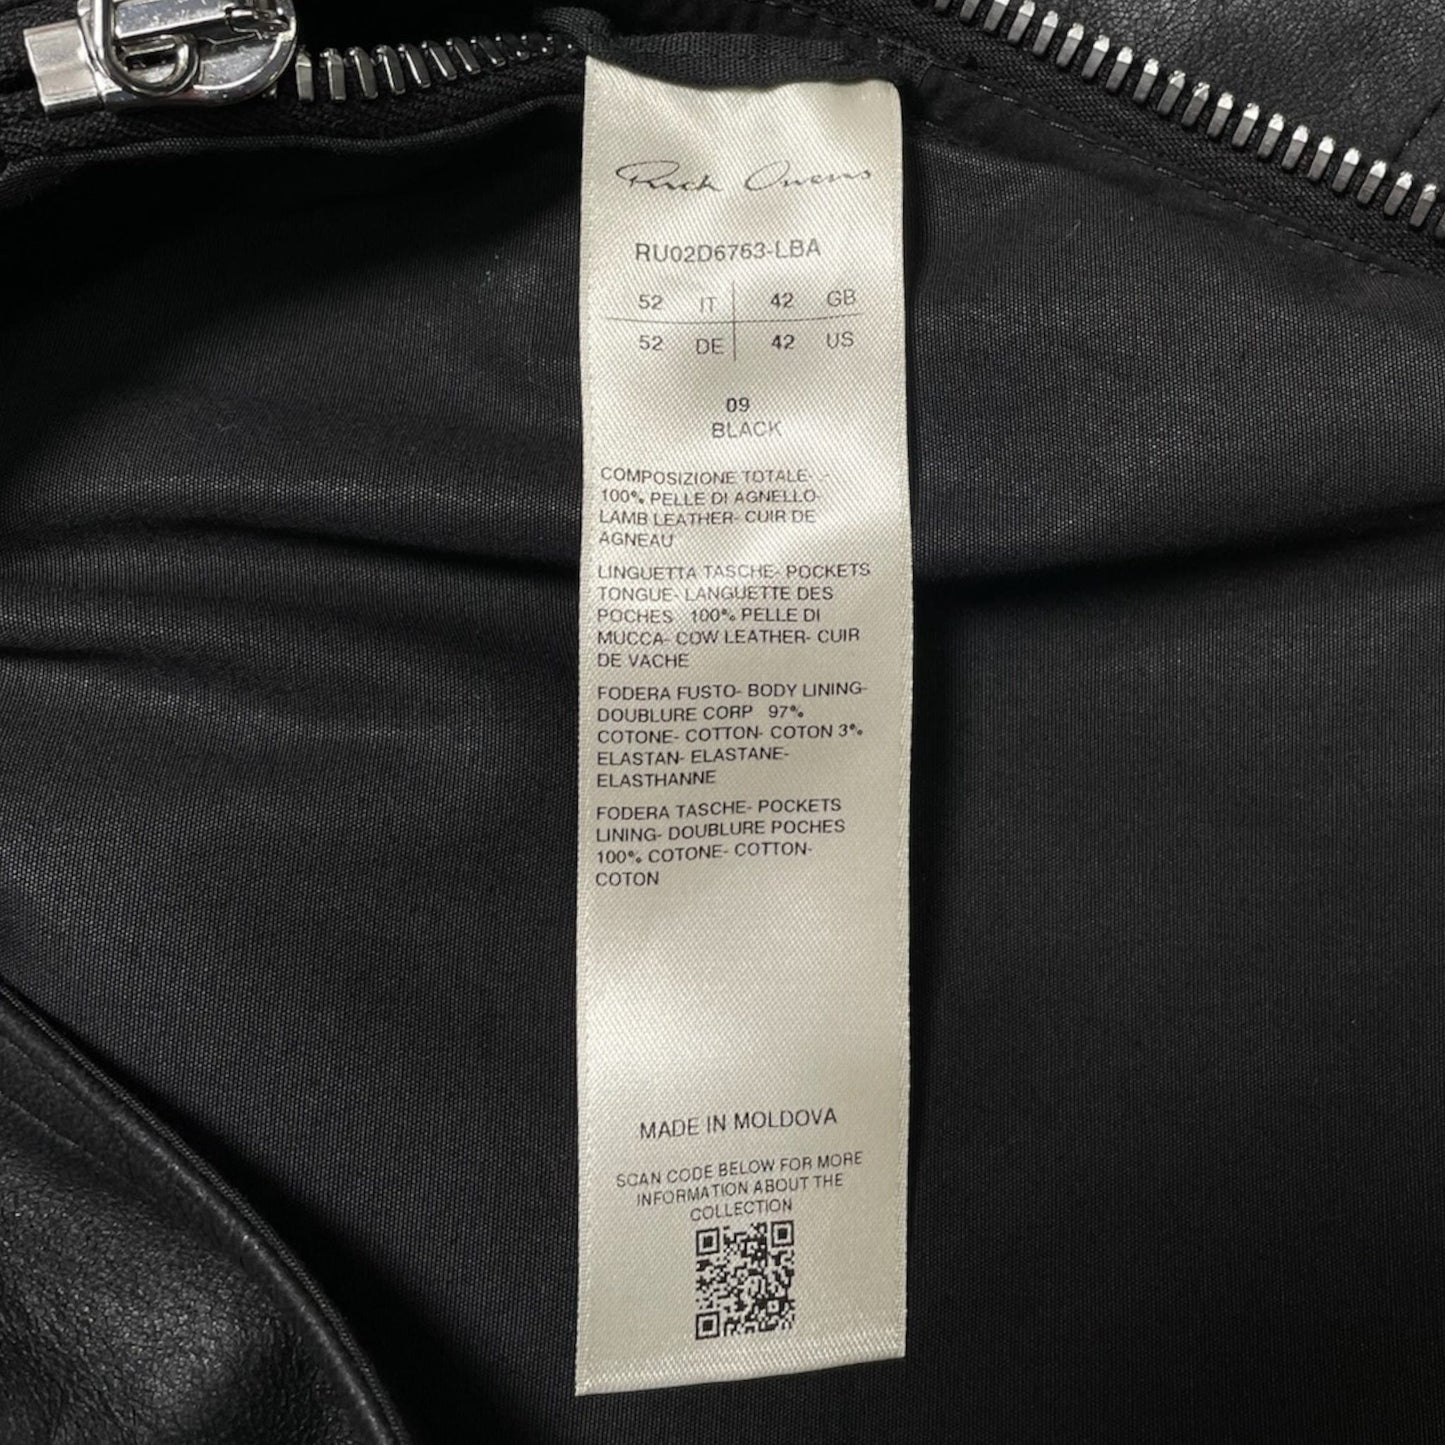 Rick Owens
RU02D6763-LBA
52 IT 42 GB
52 DE 42 US
09
BLACK
COMPOSIZIONE TOTALE- -
100% PELLE DI AGNELLO-
LAMB LEATHER- CUIR DE
AGNEAU
LINGUETTA TASCHE- POCKETS
TONGUE- LANGUETTE DES
POCHES 100% PELLE DI
MUCCA- COW LEATHER- CUIR
DE VACHE
FODERA FUSTO- BODY LINING-
DOUBLURE CORP 97%
COTONE- COTTON- COTON 3%
ELASTAN- ELASTANE-
ELASTHANNE
FODERA TASCHE- POCKETS
LINING- DOUBLURE POCHES
100% COTONE- COTTON-
COTON
MADE IN MOLDOVA
SCAN CODE BELOW FOR MORE
INFORMATION ABOUT THE
COLLECTION